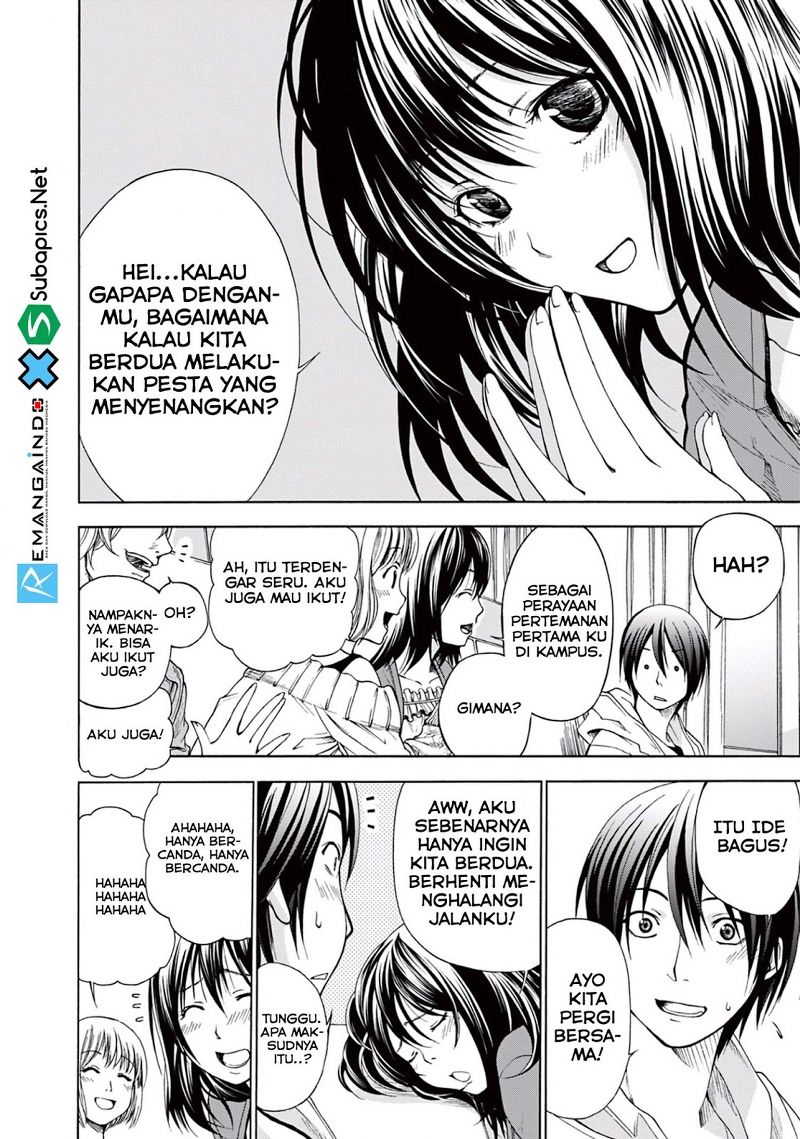 HEI...KALAU
GAPAPA DENGAN-
MU, BAGAIMANA
KALAU KITA
BERDUA MELAKU-
KAN PESTA YANG
MENYENANGKAN?
HAH?
SEBAGAI
PERAYAAN
PERTEMANAN
PERTAMA KU
DI KAMPUS.
GIMANA?
AH, ITU TERDEN-
GAR SERU. AKU
JUGA MAU IKUT!
OH?
NAMPAKN-
YA MENAR-
IK. BISA
AKU IKUT
JUGA?
AKU JUGA!
ITU IDE
BAGUS!
AYO
KITA
PERGI
BERSA-
MA!
AWW, AKU
SEBENARNYA
HANYA INGIN
KITA BERDUA.
BERHENTI ME-
NGHALANGI
JALANKU!
TUNGGU.
APA MAK-
SUDNYA
ITU..?
AHAHAHA,
HANYA BER-
CANDA, HANYA
BERCANDA.
HAHAHA
HAHAHA
HAHAHA
REMANGAINDO
Subapics.Net